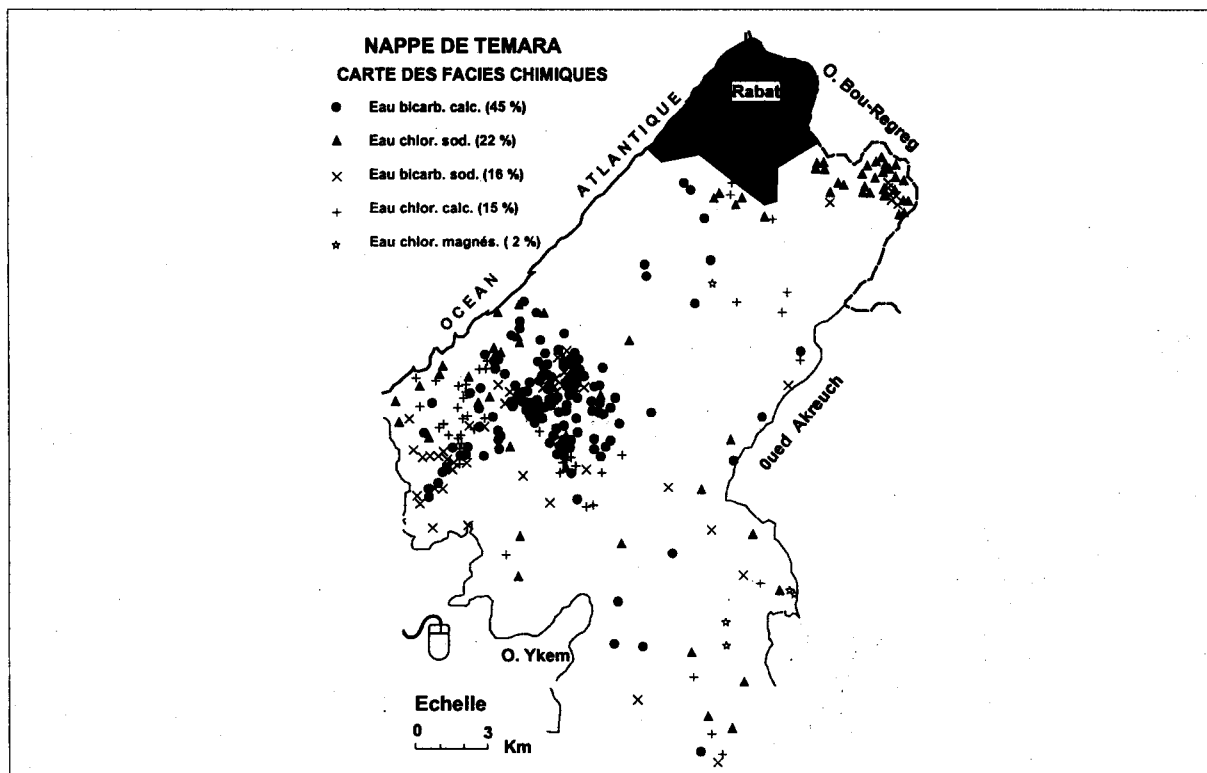 NAPPE DE TEMARA
CARTE DES FACIES CHIMIQUES
Eau bicarb. calc. (45 %)
Eau chlor. sod. (22 %)
Eau bicarb. sod. (16 %)
Eau chlor. calc. (15 %)
Eau chlor. magnés. ( 2 %)
Rabat
O. Bou-Regreg
OCEAN ATLANTIQUE
Oued Akreuch
O. Ykem
Echelle
0 3
Km